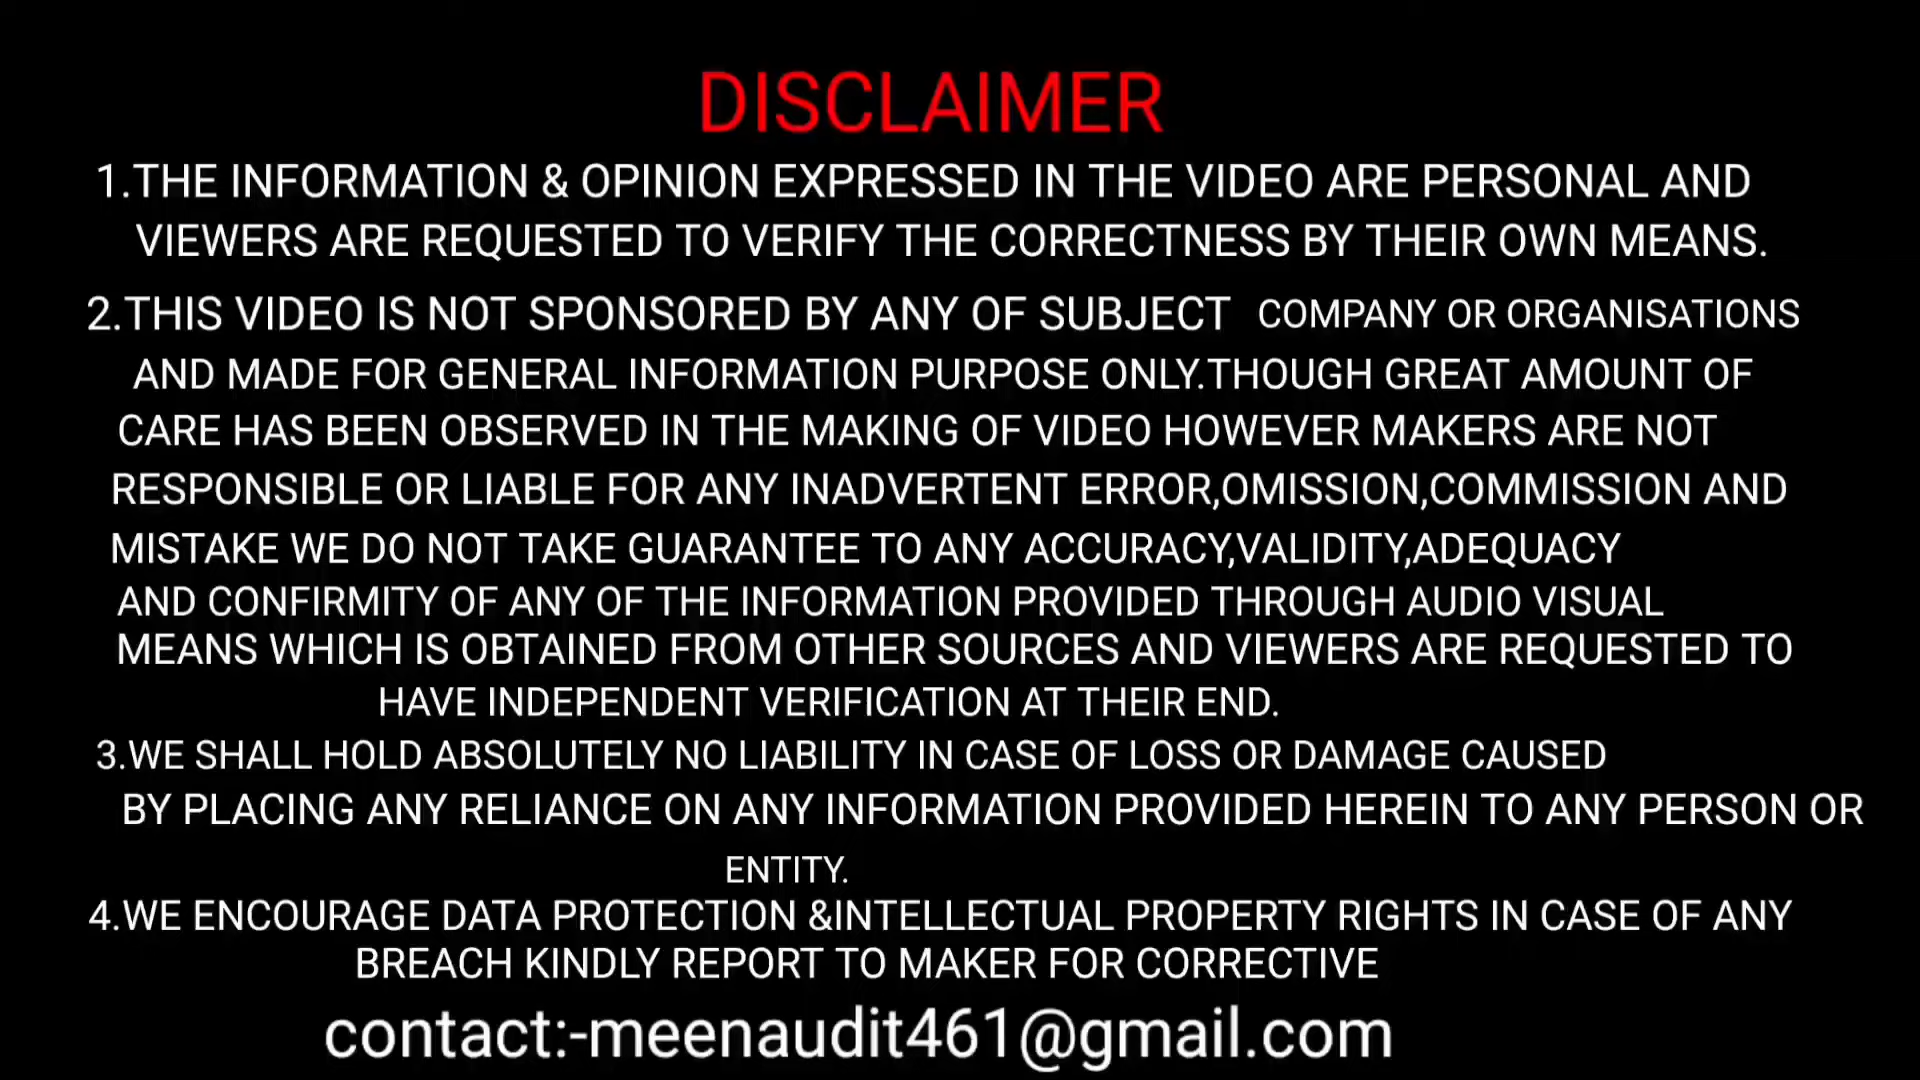 DISCLAIMER
1.THE INFORMATION & OPINION EXPRESSED IN THE VIDEO ARE PERSONAL AND
VIEWERS ARE REQUESTED TO VERIFY THE CORRECTNESS BY THEIR OWN MEANS.
2.THIS VIDEO IS NOT SPONSORED BY ANY OF SUBJECT COMPANY OR ORGANISATIONS
AND MADE FOR GENERAL INFORMATION PURPOSE ONLY.THOUGH GREAT AMOUNT OF
CARE HAS BEEN OBSERVED IN THE MAKING OF VIDEO HOWEVER MAKERS ARE NOT
RESPONSIBLE OR LIABLE FOR ANY INADVERTENT ERROR,OMISSION,COMMISSION AND
MISTAKE WE DO NOT TAKE GUARANTEE TO ANY ACCURACY,VALIDITY,ADEQUACY
AND CONFIRMITY OF ANY OF THE INFORMATION PROVIDED THROUGH AUDIO VISUAL
MEANS WHICH IS OBTAINED FROM OTHER SOURCES AND VIEWERS ARE REQUESTED TO
HAVE INDEPENDENT VERIFICATION AT THEIR END.
3.WE SHALL HOLD ABSOLUTELY NO LIABILITY IN CASE OF LOSS OR DAMAGE CAUSED
BY PLACING ANY RELIANCE ON ANY INFORMATION PROVIDED HEREIN TO ANY PERSON OR
ENTITY.
4.WE ENCOURAGE DATA PROTECTION &INTELLECTUAL PROPERTY RIGHTS IN CASE OF ANY
BREACH KINDLY REPORT TO MAKER FOR CORRECTIVE
contact:-meenaudit461@gmail.com